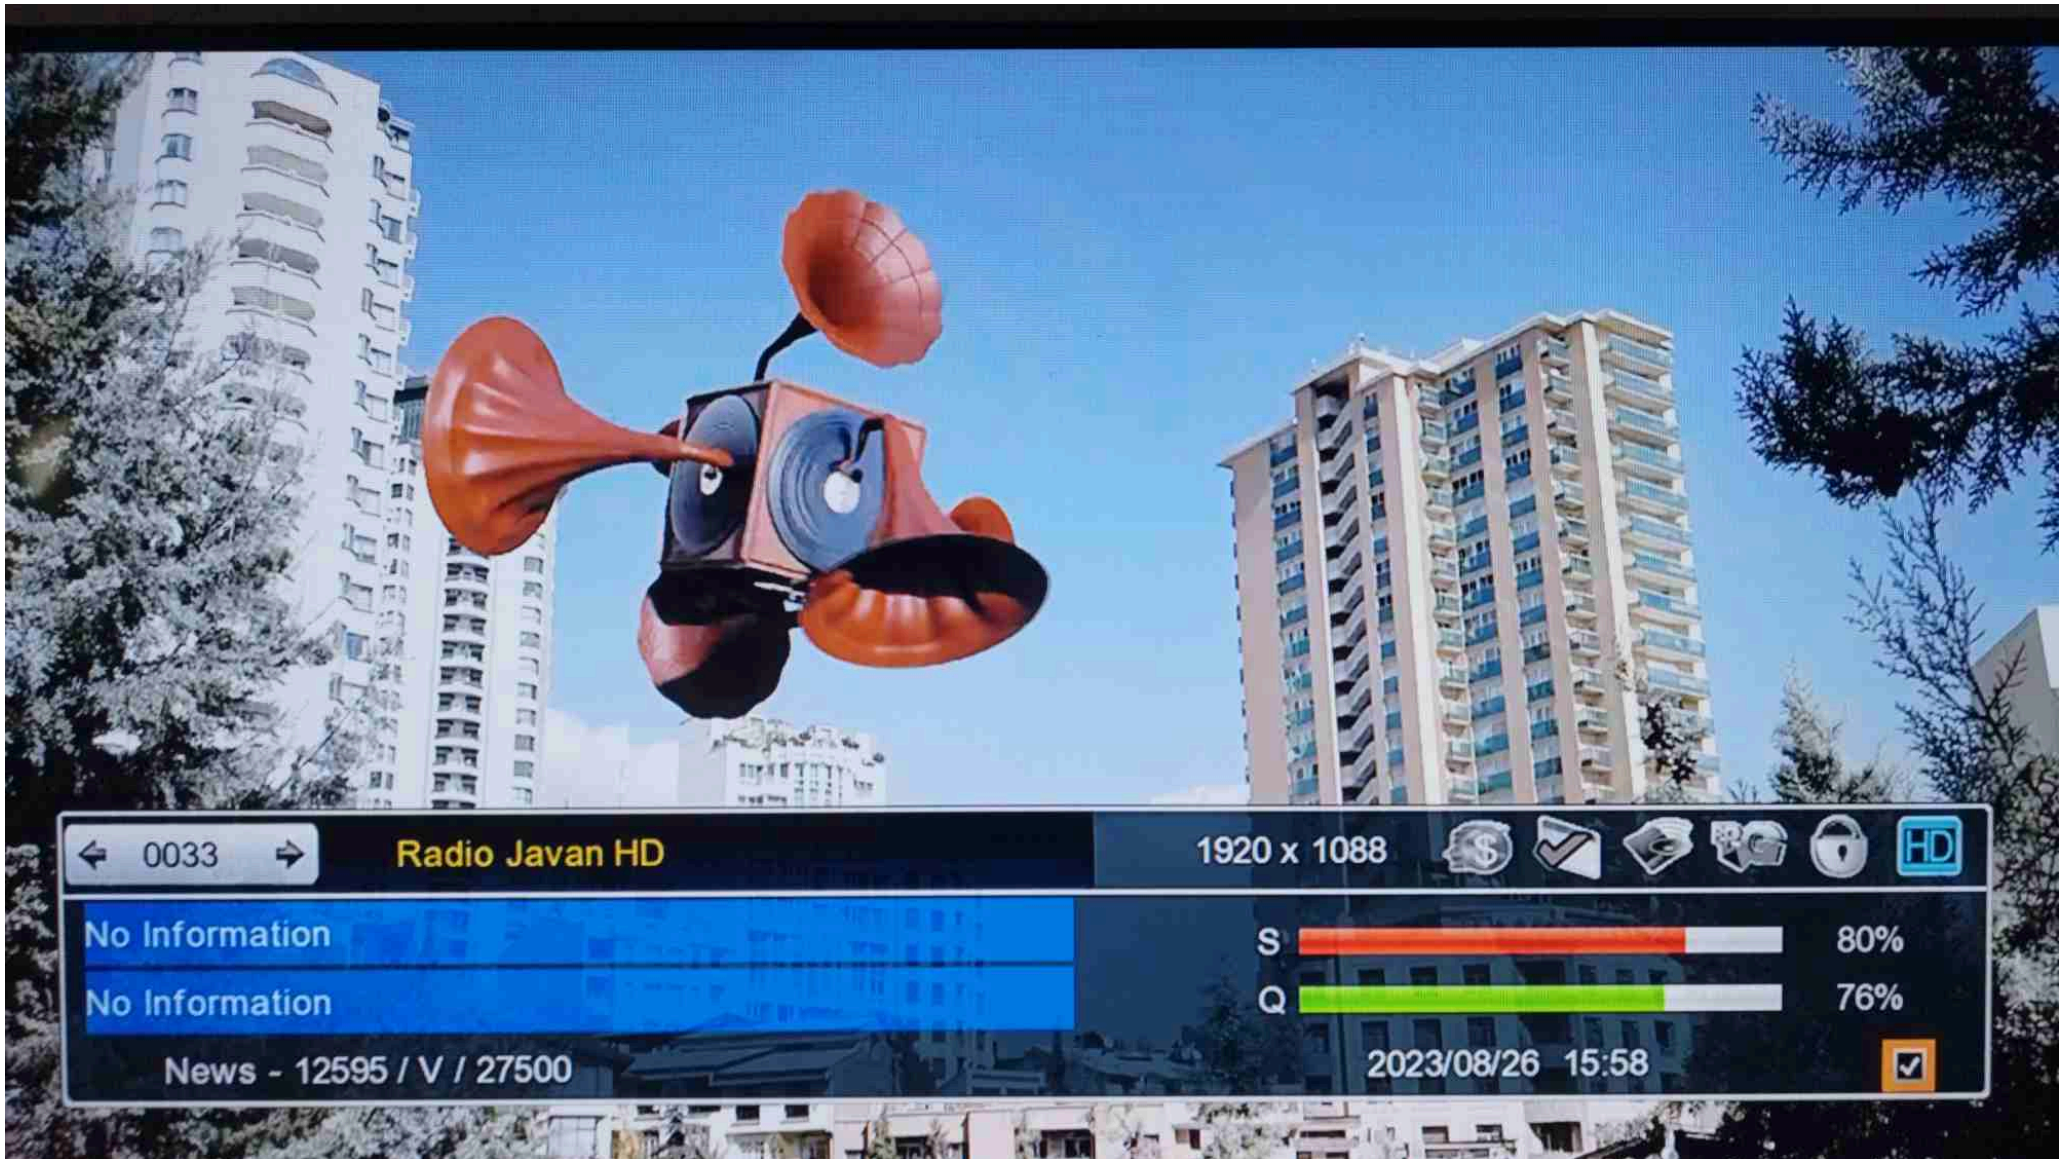 0033
Radio Javan HD
1920 x 1088
$
HD
No Information
No Information
S 80%
Q 76%
News - 12595 / V / 27500
2023/08/26 15:58